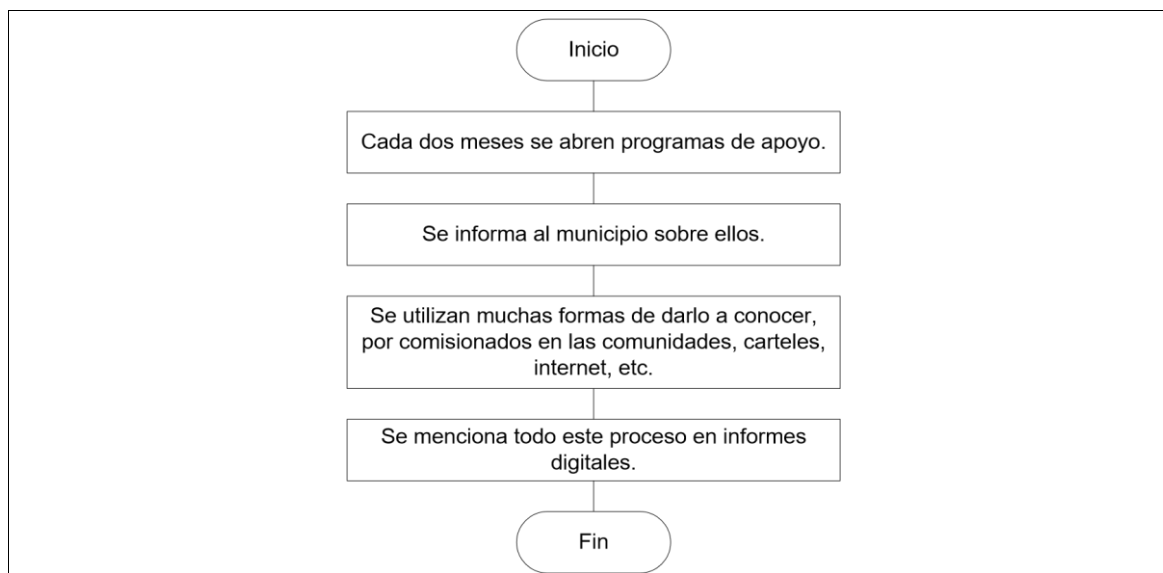 Inicio
Cada dos meses se abren programas de apoyo.
Se informa al municipio sobre ellos.
Se utilizan muchas formas de darlo a conocer,
por comisionados en las comunidades, carteles,
internet, etc.
Se menciona todo este proceso en informes
digitales.
Fin